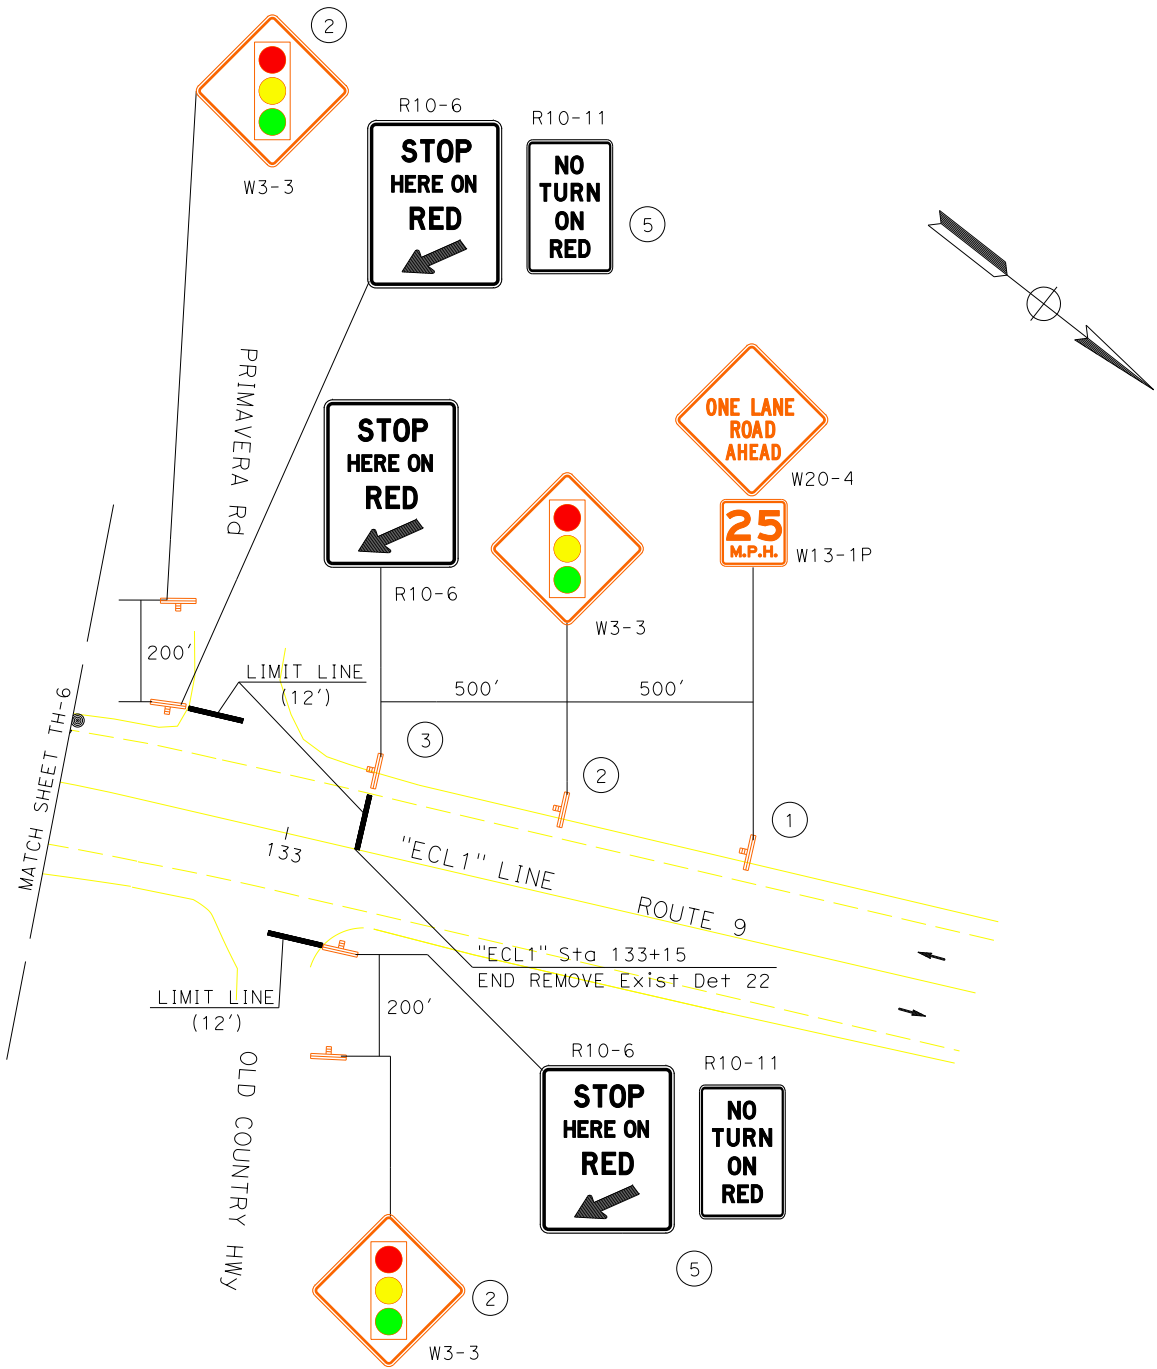 2
W3-3
R10-6
STOP
HERE ON
RED
R10-11
NO
TURN
ON
RED
5
PRIMAVERA Rd
STOP
HERE ON
RED
R10-6
W3-3
ONE LANE
ROAD
AHEAD
W20-4
25
M.P.H.
W13-1P
200'
LIMIT LINE
(12')
500'
500'
3
2
1
MATCH SHEET TH-6
133
"ECL1" LINE
ROUTE 9
"ECL1" Sta 133+15
END REMOVE Exist Det 22
LIMIT LINE
(12')
200'
OLD COUNTRY HWy
R10-6
STOP
HERE ON
RED
R10-11
NO
TURN
ON
RED
5
2
W3-3